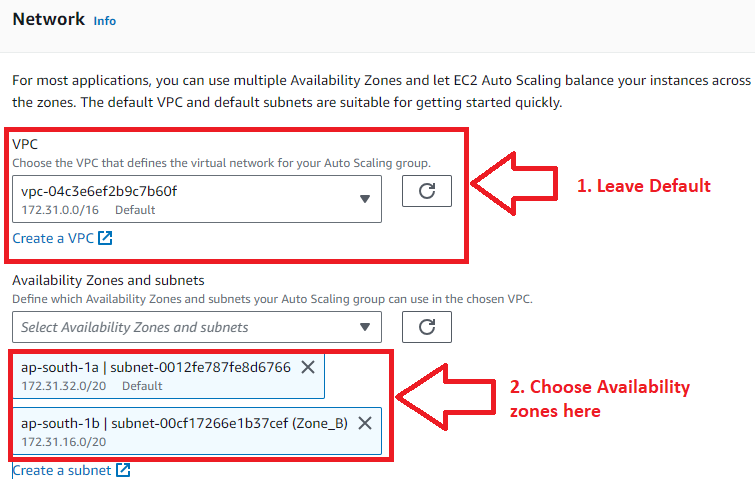 Network Info
For most applications, you can use multiple Availability Zones and let EC2 Auto Scaling balance your instances across
the zones. The default VPC and default subnets are suitable for getting started quickly.
VPC
Choose the VPC that defines the virtual network for your Auto Scaling group.
vpc-04c3e6ef2b9c7b60f
172.31.0.0/16 Default
Create a VPC
1. Leave Default
Availability Zones and subnets
Define which Availability Zones and subnets your Auto Scaling group can use in the chosen VPC.
Select Availability Zones and subnets
ap-south-1a | subnet-0012fe787fe8d6766
172.31.32.0/20 Default
ap-south-1b | subnet-00cf17266e1b37cef (Zone_B)
172.31.16.0/20
2. Choose Availability
zones here
Create a subnet